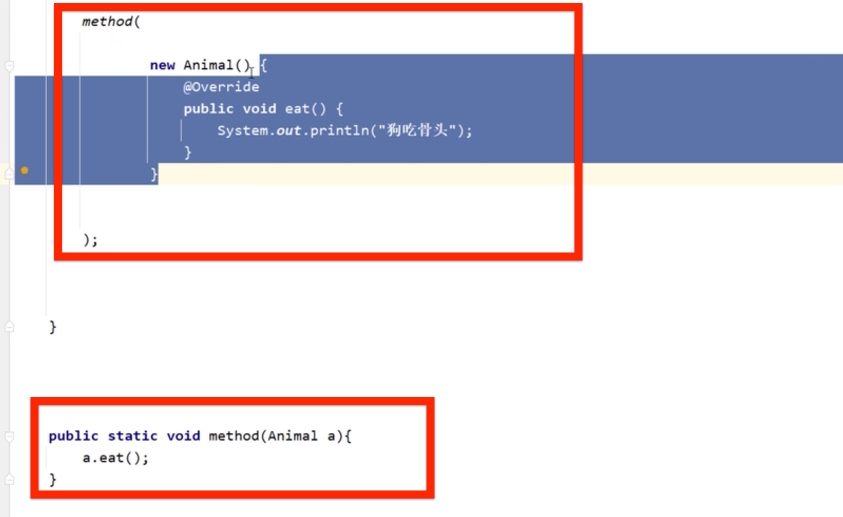 method(
new Animal() {
@Override
public void eat() {
System.out.println("狗吃骨头");
}
}
);
}
public static void method(Animal a){
a.eat();
}